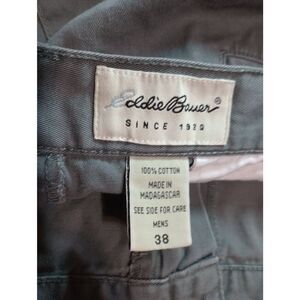 Eddie Bauer®
SINCE 1920
100% COTTON
MADE IN
MADAGASCAR
SEE SIDE FOR CARE
MENS
38